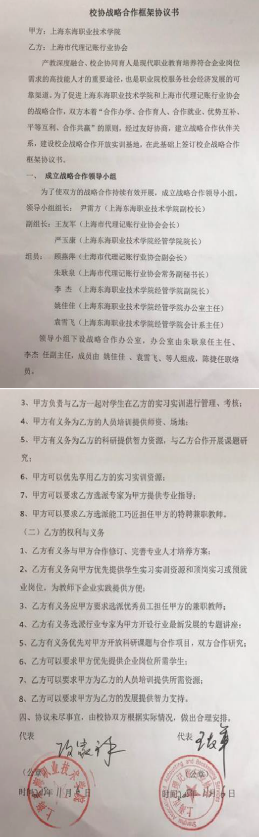 校协战略合作框架协议书
甲方：上海东海职业技术学院
乙方：上海市代理记账行业协会
产教深度融合、校企协同育人是现代职业教育培养符合企业岗位
需求的高技能人才的重要途径，也是职业院校服务社会经济发展的可
靠渠道。为了促进上海东海职业技术学院和上海市代理记账行业协会
的战略合作，双方本着“合作办学、合作育人、合作就业、优势互补、
平等互利、合作共赢”的原则，经过友好协商，建立战略合作伙伴关
系，建设校企战略合作开放实训基地，在此基础上签订校企战略合作
框架协议书。
一、 成立战略合作领导小组
为了使双方的战略合作持续有效开展，成立战略合作领导小组。
领导小组组长： 尹雷方（上海东海职业技术学院副校长）
副组长：王友军（上海市代理记账行业协会会长）
严玉康（上海东海职业技术学院经管学院院长）
组员： 顾嘉萍（上海市代理记账行业协会副会长）
朱耿泉（上海市代理记账行业协会常务副秘书长）
李 杰 （上海东海职业技术学院经管学院副院长）
姚佳佳（上海东海职业技术学院经管学院办公室主任）
袁雪飞（上海东海职业技术学院经管学院会计系主任）
领导小组下设战略合作办公室，办公室由朱耿泉任主任、
李杰 任副主任，成员由 姚佳佳 、袁雪飞、等人组成，陈捷任联络
员。
3、甲方负责与乙方一起对学生在乙方的实习实训进行管理、考核；
4、甲方有义务为乙方的人员培训提供师资、场地；
5、甲方有义务为乙方的科研提供智力资源，与乙方合作开展课题研
究；
6、甲方可以优先享用乙方的实习实训资源；
7、甲方可以要求乙方选派专家为甲方提供专业指导；
8、甲方可以要求乙方选派能工巧匠担任甲方的特聘兼职教师。
（二）乙方的权利与义务
1、乙方有义务与甲方合作修订、完善专业人才培养方案；
2、乙方有义务向甲方优先提供学生实习实训资源和顶岗实习或预就
业岗位，为教师下企业实践提供方便；
3、乙方有义务应甲方要求选派优秀员工担任甲方的兼职教师；
4、乙方有义务选派行业专家为甲方开设行业最新发展的专题讲座；
5、乙方有义务优先对甲方开放科研课题与合作项目，双方合作研究；
6、乙方可以要求甲方优先提供企业岗位所需学生；
7、乙方可以要求甲方为乙方的人员培训提供所需资源；
8、乙方可以要求甲方为乙方的发展提供智力支持。
四、协议未尽事宜，由校协双方根据实际情况，做出合理安排。
代表 代表
（公章） （公章）